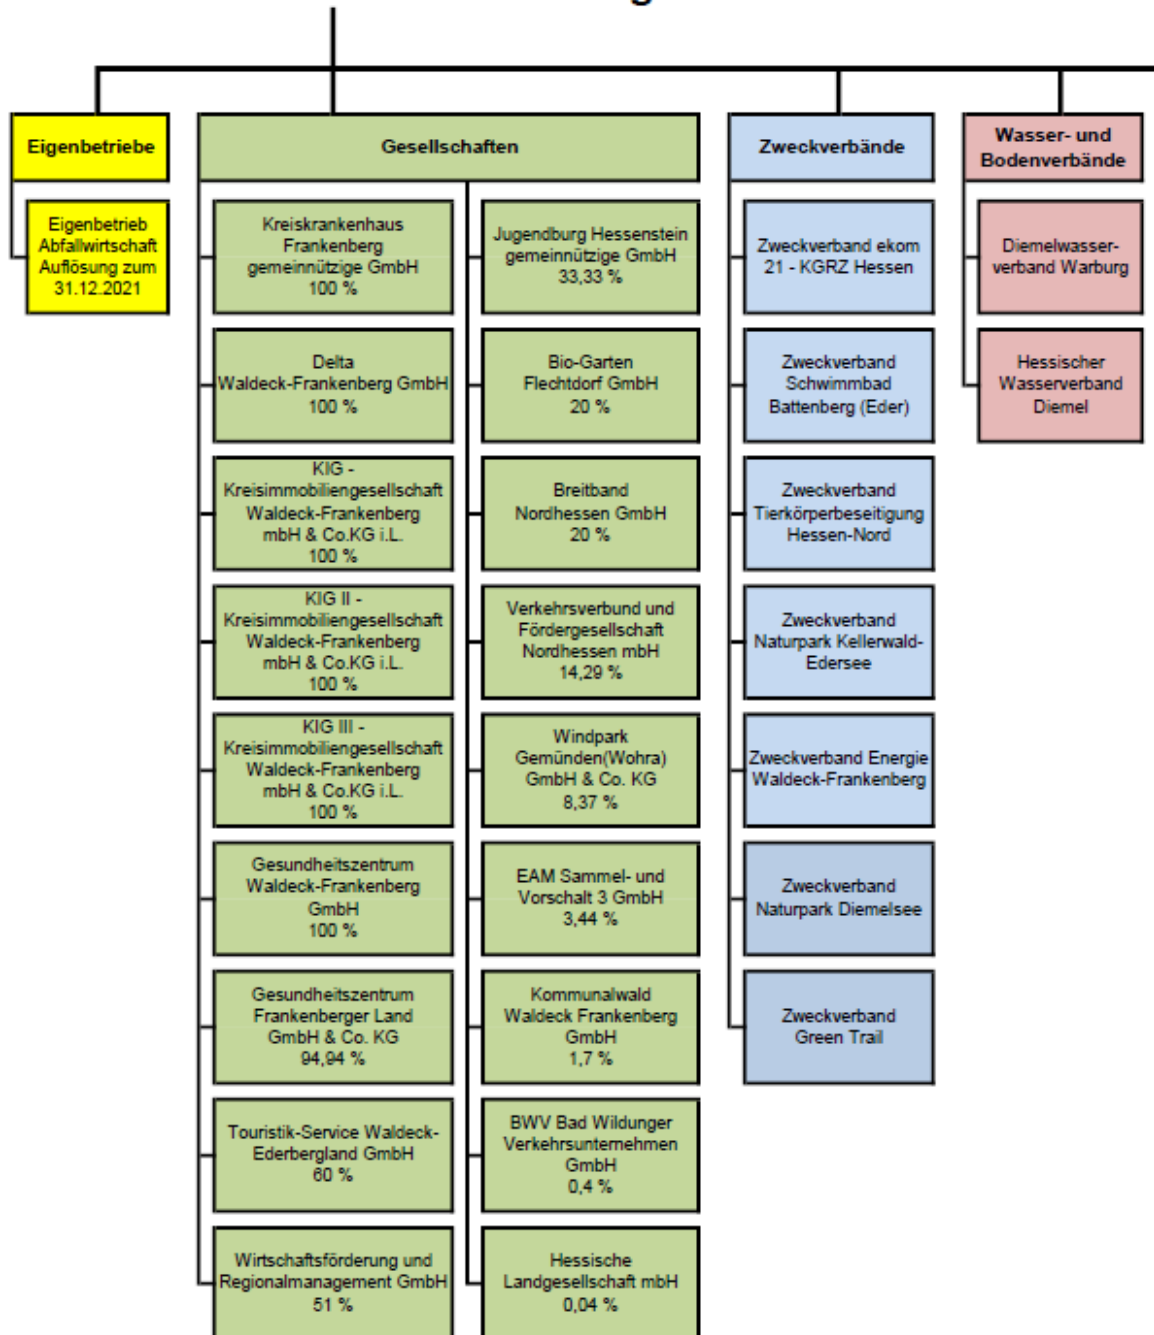 g
Eigenbetriebe
Eigenbetrieb
Abfallwirtschaft
Auflösung zum
31.12.2021
Gesellschaften
Kreiskrankenhaus
Frankenberg
gemeinnützige GmbH
100 %
Delta
Waldeck-Frankenberg GmbH
100 %
KIG -
Kreisimmobiliengesellschaft
Waldeck-Frankenberg
mbH & Co.KG i.L.
100 %
KIG II -
Kreisimmobiliengesellschaft
Waldeck-Frankenberg
mbH & Co.KG i.L.
100 %
KIG III -
Kreisimmobiliengesellschaft
Waldeck-Frankenberg
mbH & Co.KG i.L.
100 %
Gesundheitszentrum
Waldeck-Frankenberg
GmbH
100 %
Gesundheitszentrum
Frankenberger Land
GmbH & Co. KG
94,94 %
Touristik-Service Waldeck-
Ederbergland GmbH
60 %
Wirtschaftsförderung und
Regionalmanagement GmbH
51 %
Jugendburg Hessenstein
gemeinnützige GmbH
33,33 %
Bio-Garten
Flechtdorf GmbH
20 %
Breitband
Nordhessen GmbH
20 %
Verkehrsverbund und
Fördergesellschaft
Nordhessen mbH
14,29 %
Windpark
Gemünden(Wohra)
GmbH & Co. KG
8,37 %
EAM Sammel- und
Vorschalt 3 GmbH
3,44 %
Kommunalwald
Waldeck Frankenberg
GmbH
1,7 %
BWV Bad Wildunger
Verkehrsunternehmen
GmbH
0,4 %
Hessische
Landgesellschaft mbH
0,04 %
Zweckverbände
Zweckverband ekom
21 - KGRZ Hessen
Zweckverband
Schwimmbad
Battenberg (Eder)
Zweckverband
Tierkörperbeseitigung
Hessen-Nord
Zweckverband
Naturpark Kellerwald-
Edersee
Zweckverband Energie
Waldeck-Frankenberg
Zweckverband
Naturpark Diemelsee
Zweckverband
Green Trail
Wasser- und
Bodenverbände
Diemelwasser-
verband Warburg
Hessischer
Wasserverband
Diemel